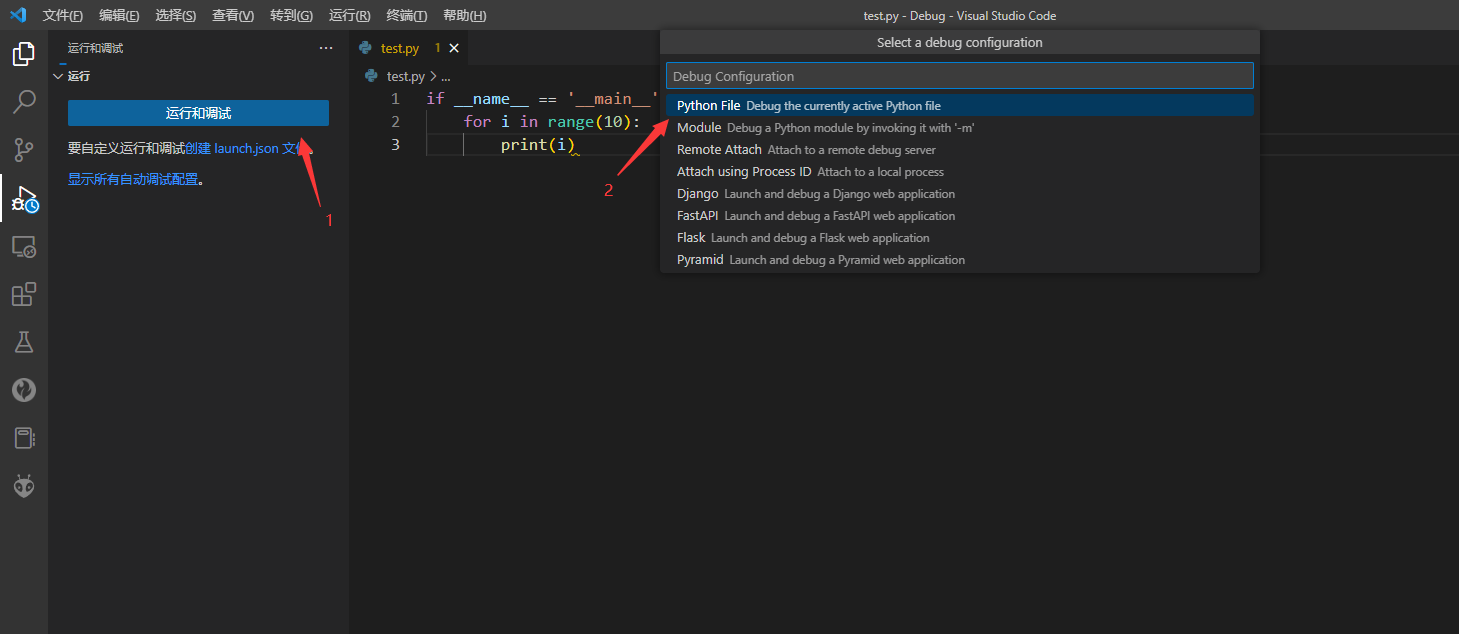 文件(F) 编辑(E) 选择(S) 查看(V) 转到(G) 运行(R) 终端(T) 帮助(H) test.py - Debug - Visual Studio Code
运行和调试 ...
运行
运行和调试
要自定义运行和调试创建 launch.json 文件。
显示所有自动调试配置。
1
test.py 1
test.py > ...
1 if __name__ == '__main__'
2 for i in range(10):
3 print(i)
Select a debug configuration
Debug Configuration
Python File Debug the currently active Python file
Module Debug a Python module by invoking it with '-m'
Remote Attach Attach to a remote debug server
Attach using Process ID Attach to a local process
Django Launch and debug a Django web application
FastAPI Launch and debug a FastAPI web application
Flask Launch and debug a Flask web application
Pyramid Launch and debug a Pyramid web application
2